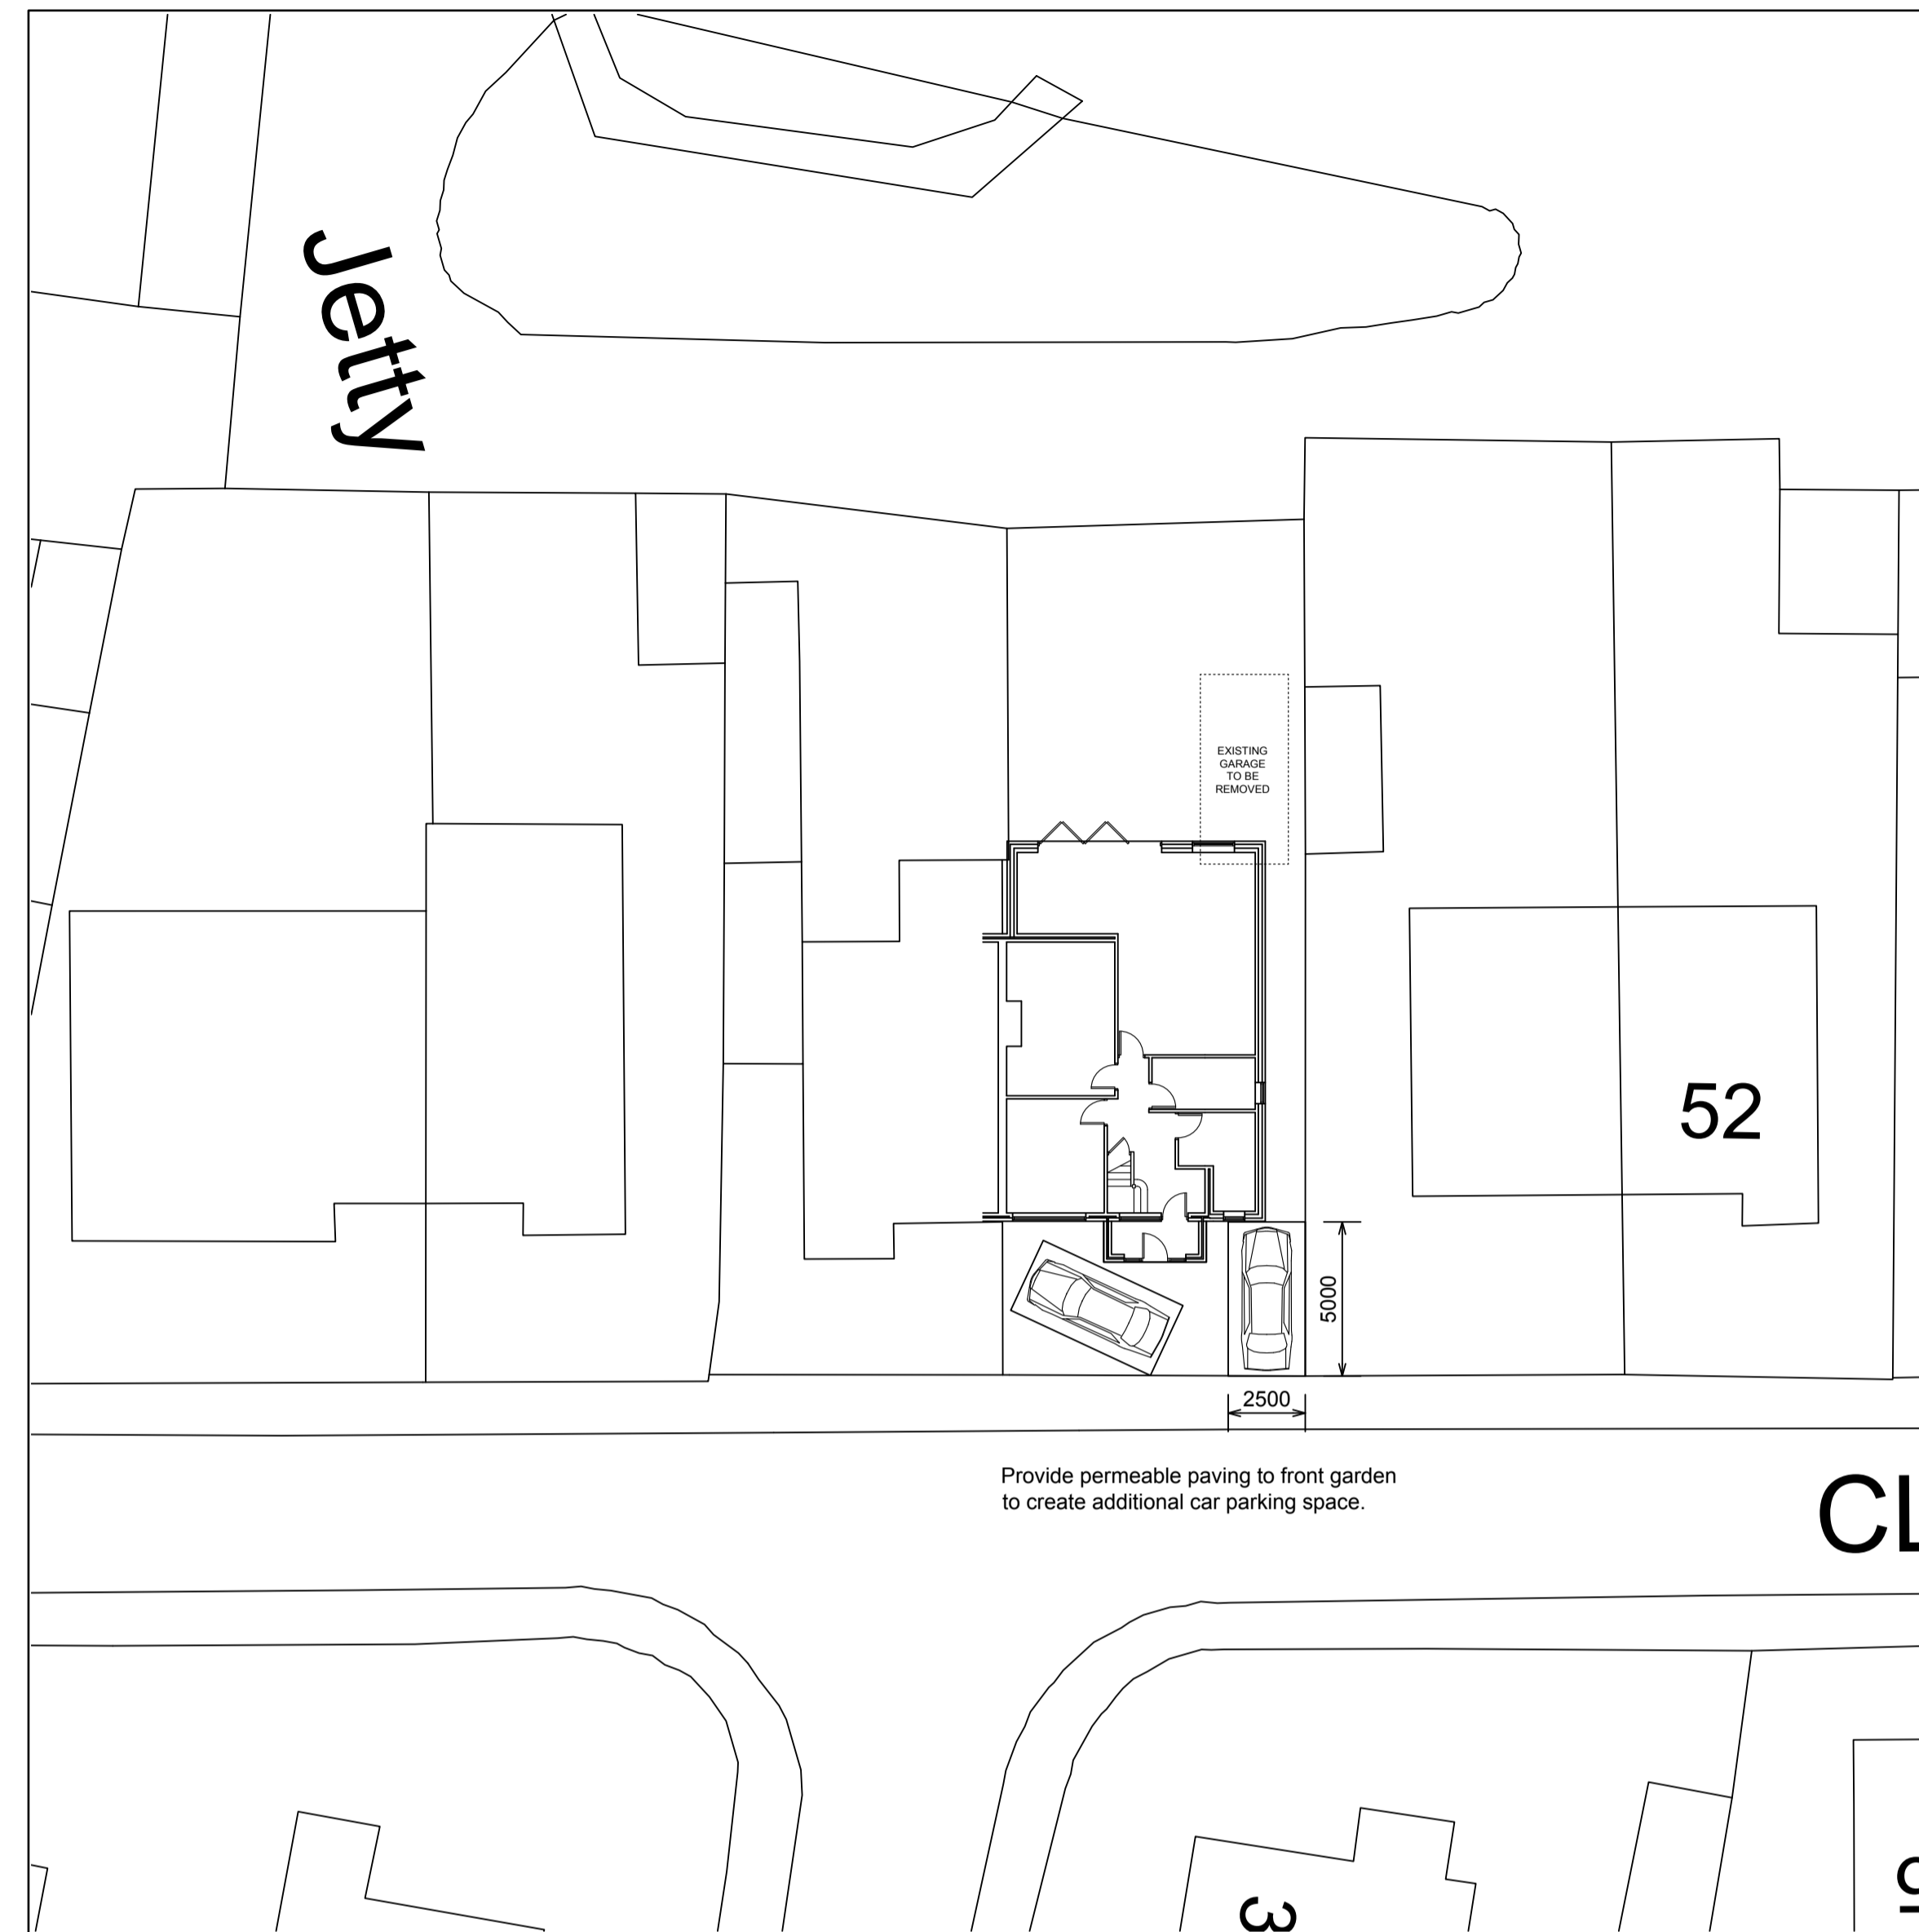 Jetty
EXISTING
GARAGE
TO BE
REMOVED
52
5000
2500
Provide permeable paving to front garden
to create additional car parking space.
CL
3